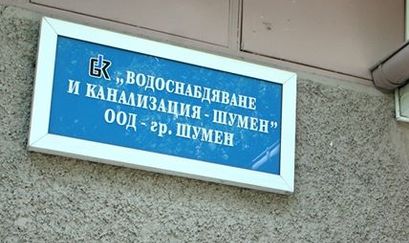 ВК „ВОДОСНАБДЯВАНЕ
И КАНАЛИЗАЦИЯ - ШУМЕН”
ООД - гр. ШУМЕН